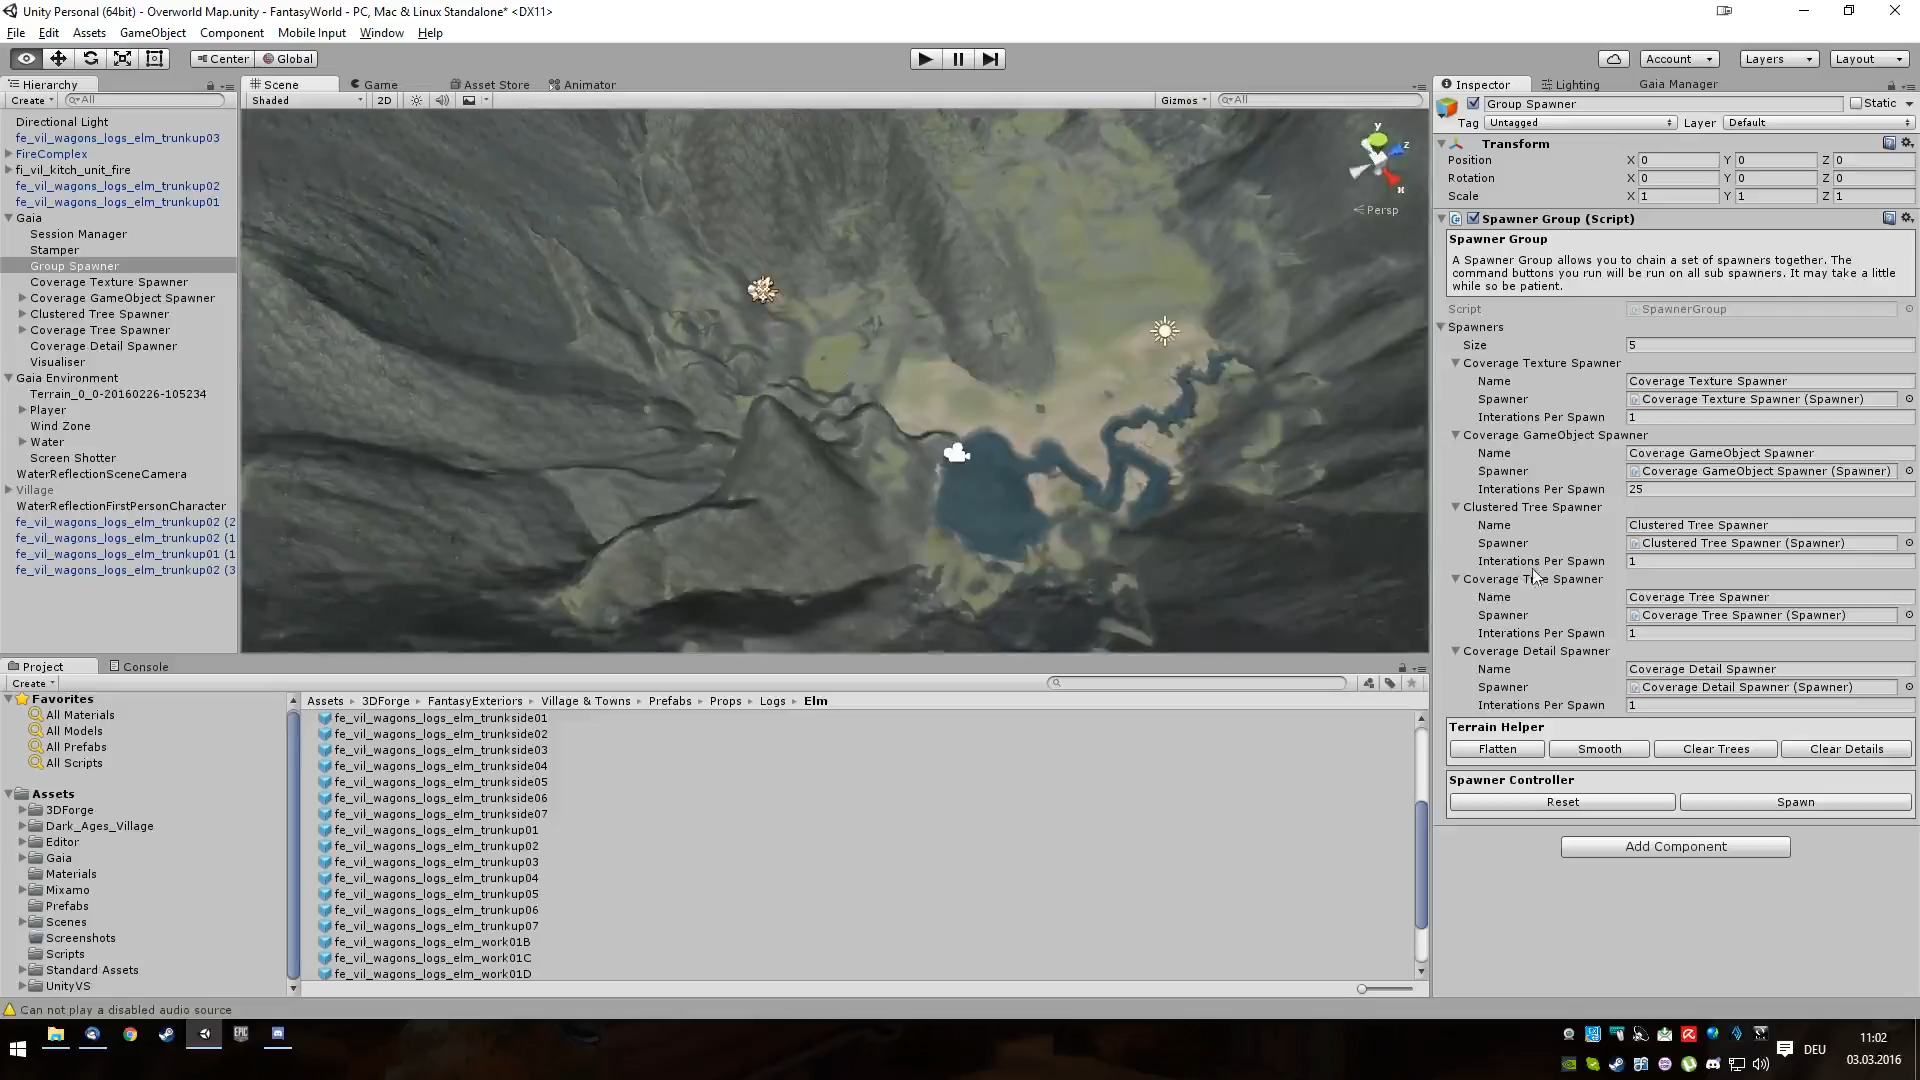 Unity Personal (64bit) - Overworld Map.unity - FantasyWorld - PC, Mac & Linux Standalone* <DX11>
File Edit Assets GameObject Component Mobile Input Window Help
Center Global Account Layers Layout
Hierarchy
Create All
Directional Light
fe_vil_wagons_logs_elm_trunkup03
FireComplex
fi_vil_kitch_unit_fire
fe_vil_wagons_logs_elm_trunkup02
fe_vil_wagons_logs_elm_trunkup01
Gaia
Session Manager
Stamper
Group Spawner
Coverage Texture Spawner
Coverage GameObject Spawner
Clustered Tree Spawner
Coverage Tree Spawner
Coverage Detail Spawner
Visualiser
Gaia Environment
Terrain_0_0-20160226-105234
Player
Wind Zone
Water
Screen Shotter
WaterReflectionSceneCamera
Village
WaterReflectionFirstPersonCharacter
fe_vil_wagons_logs_elm_trunkup02 (2
fe_vil_wagons_logs_elm_trunkup02 (1
fe_vil_wagons_logs_elm_trunkup01 (1
fe_vil_wagons_logs_elm_trunkup02 (3
Scene Game Asset Store Animator
Shaded 2D Gizmos All
y
z
x
Persp
Inspector Lighting Gaia Manager
Group Spawner Static
Tag Untagged Layer Default
Transform
Position X 0 Y 0 Z 0
Rotation X 0 Y 0 Z 0
Scale X 1 Y 1 Z 1
Spawner Group (Script)
Spawner Group
A Spawner Group allows you to chain a set of spawners together. The
command buttons you run will be run on all sub spawners. It may take a little
while so be patient.
Script SpawnerGroup
Spawners
Size 5
Coverage Texture Spawner
Name Coverage Texture Spawner
Spawner Coverage Texture Spawner (Spawner)
Interations Per Spawn 1
Coverage GameObject Spawner
Name Coverage GameObject Spawner
Spawner Coverage GameObject Spawner (Spawner)
Interations Per Spawn 25
Clustered Tree Spawner
Name Clustered Tree Spawner
Spawner Clustered Tree Spawner (Spawner)
Interations Per Spawn 1
Coverage Tree Spawner
Name Coverage Tree Spawner
Spawner Coverage Tree Spawner (Spawner)
Interations Per Spawn 1
Coverage Detail Spawner
Name Coverage Detail Spawner
Spawner Coverage Detail Spawner (Spawner)
Interations Per Spawn 1
Terrain Helper
Flatten Smooth Clear Trees Clear Details
Spawner Controller
Reset Spawn
Add Component
Project Console
Create
Favorites
All Materials
All Models
All Prefabs
All Scripts
Assets
3DForge
Dark_Ages_Village
Editor
Gaia
Materials
Mixamo
Prefabs
Scenes
Screenshots
Scripts
Standard Assets
UnityVS
Assets 3DForge FantasyExteriors Village & Towns Prefabs Props Logs Elm
fe_vil_wagons_logs_elm_trunkside01
fe_vil_wagons_logs_elm_trunkside02
fe_vil_wagons_logs_elm_trunkside03
fe_vil_wagons_logs_elm_trunkside04
fe_vil_wagons_logs_elm_trunkside05
fe_vil_wagons_logs_elm_trunkside06
fe_vil_wagons_logs_elm_trunkside07
fe_vil_wagons_logs_elm_trunkup01
fe_vil_wagons_logs_elm_trunkup02
fe_vil_wagons_logs_elm_trunkup03
fe_vil_wagons_logs_elm_trunkup04
fe_vil_wagons_logs_elm_trunkup05
fe_vil_wagons_logs_elm_trunkup06
fe_vil_wagons_logs_elm_trunkup07
fe_vil_wagons_logs_elm_work01B
fe_vil_wagons_logs_elm_work01C
fe_vil_wagons_logs_elm_work01D
Can not play a disabled audio source
EPIC
DEU
11:02
03.03.2016